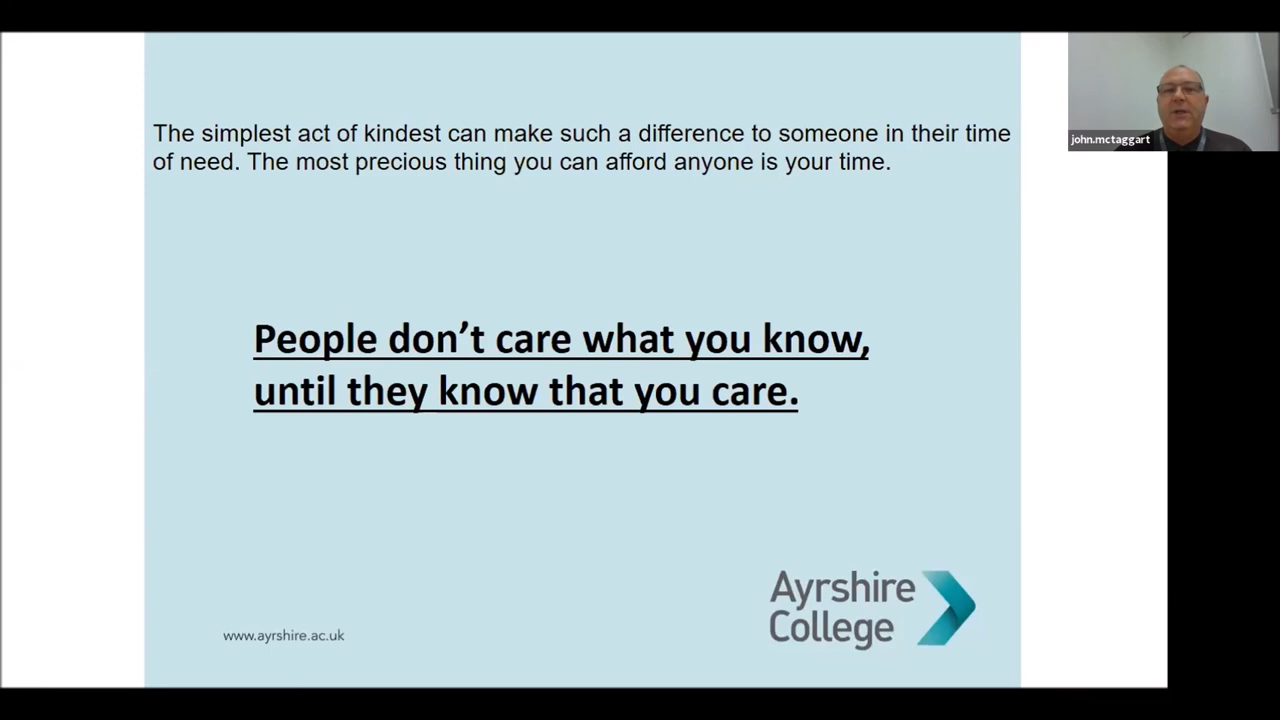 The simplest act of kindest can make such a difference to someone in their time
of need. The most precious thing you can afford anyone is your time.
john.mctaggart
People don’t care what you know,
until they know that you care.
Ayrshire
College
www.ayrshire.ac.uk